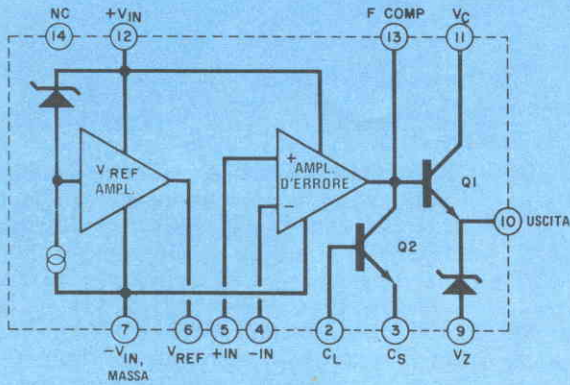 NC +VIN F COMP VC
14 12 13 11
V REF
AMPL.
+
AMPL.
D'ERRORE
−
Q1
Q2
10 USCITA
7 6 5 4 2 3 9
−VIN, VREF +IN −IN CL CS VZ
MASSA